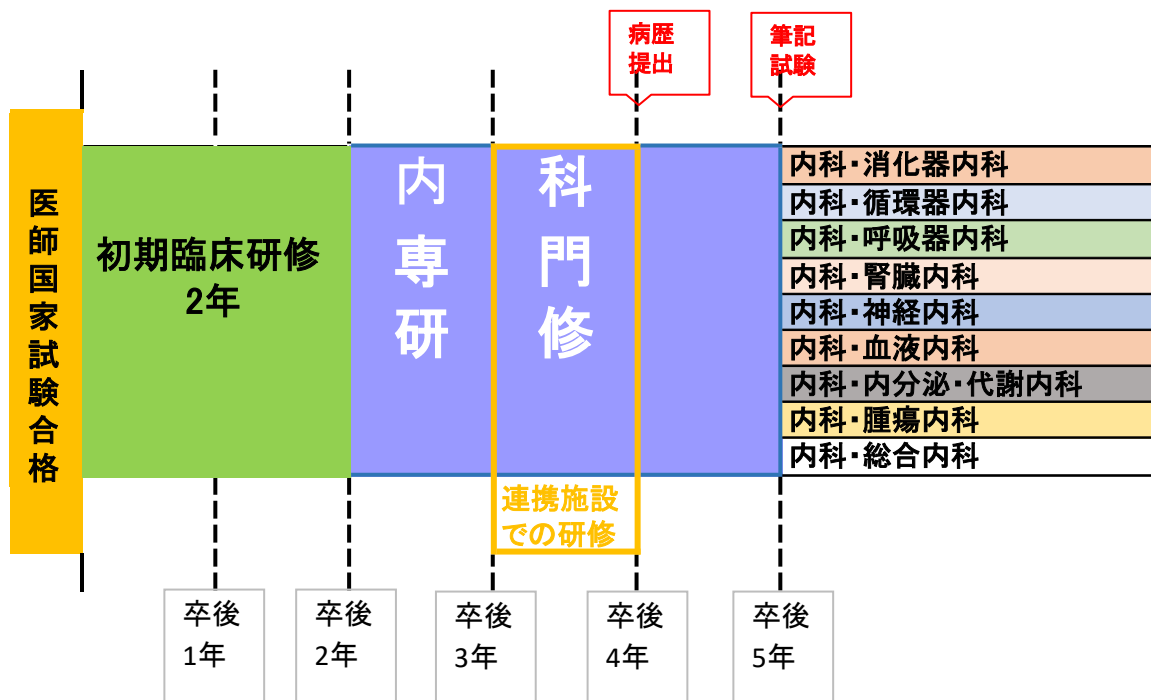 病歴
提出
筆記
試験
医師国家試験合格
初期臨床研修
2年
内科
専門
研修
連携施設
での研修
内科・消化器内科
内科・循環器内科
内科・呼吸器内科
内科・腎臓内科
内科・神経内科
内科・血液内科
内科・内分泌・代謝内科
内科・腫瘍内科
内科・総合内科
卒後
1年
卒後
2年
卒後
3年
卒後
4年
卒後
5年